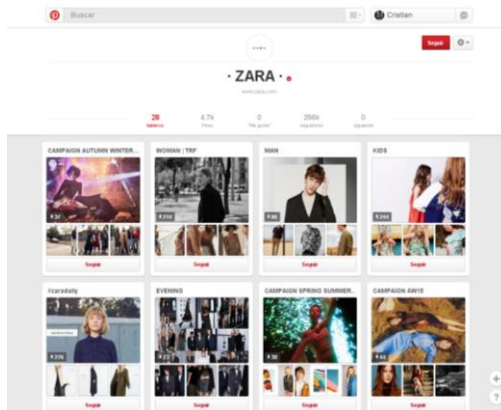 Buscar
Cristian
Seguir
· ZARA ·
www.zara.com
28
4.7k
0
256k
0
tableros
Pines
"Me gusta"
seguidores
siguiendo
CAMPAIGN AUTUMN WINTER...
WOMAN | TRF
MAN
KIDS
32
Seguir
Seguir
Seguir
Seguir
#zaradaily
EVENING
CAMPAIGN SPRING SUMMER...
CAMPAIGN AW15
Seguir
Seguir
Seguir
Seguir